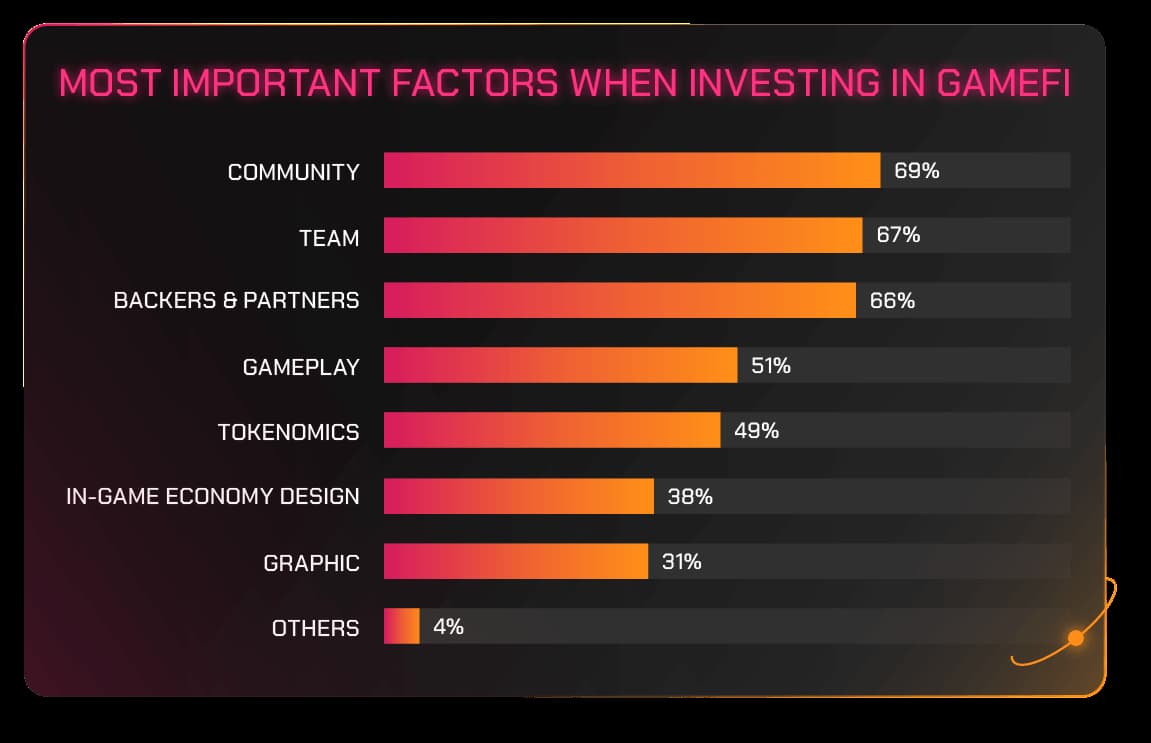 MOST IMPORTANT FACTORS WHEN INVESTING IN GAMEFI
COMMUNITY 69%
TEAM 67%
BACKERS & PARTNERS 66%
GAMEPLAY 51%
TOKENOMICS 49%
IN-GAME ECONOMY DESIGN 38%
GRAPHIC 31%
OTHERS 4%